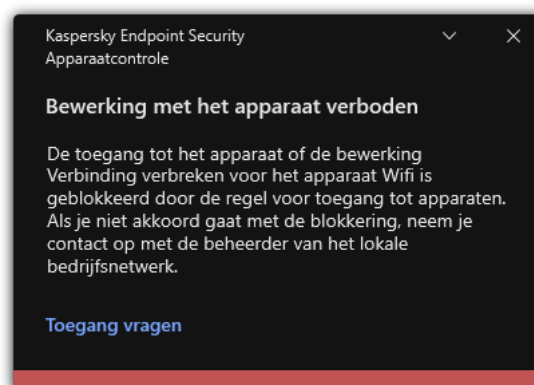 Kaspersky Endpoint Security
Apparaatcontrole
Bewerking met het apparaat verboden
De toegang tot het apparaat of de bewerking
Verbinding verbreken voor het apparaat Wifi is
geblokkeerd door de regel voor toegang tot apparaten.
Als je niet akkoord gaat met de blokkering, neem je
contact op met de beheerder van het lokale
bedrijfsnetwerk.
Toegang vragen